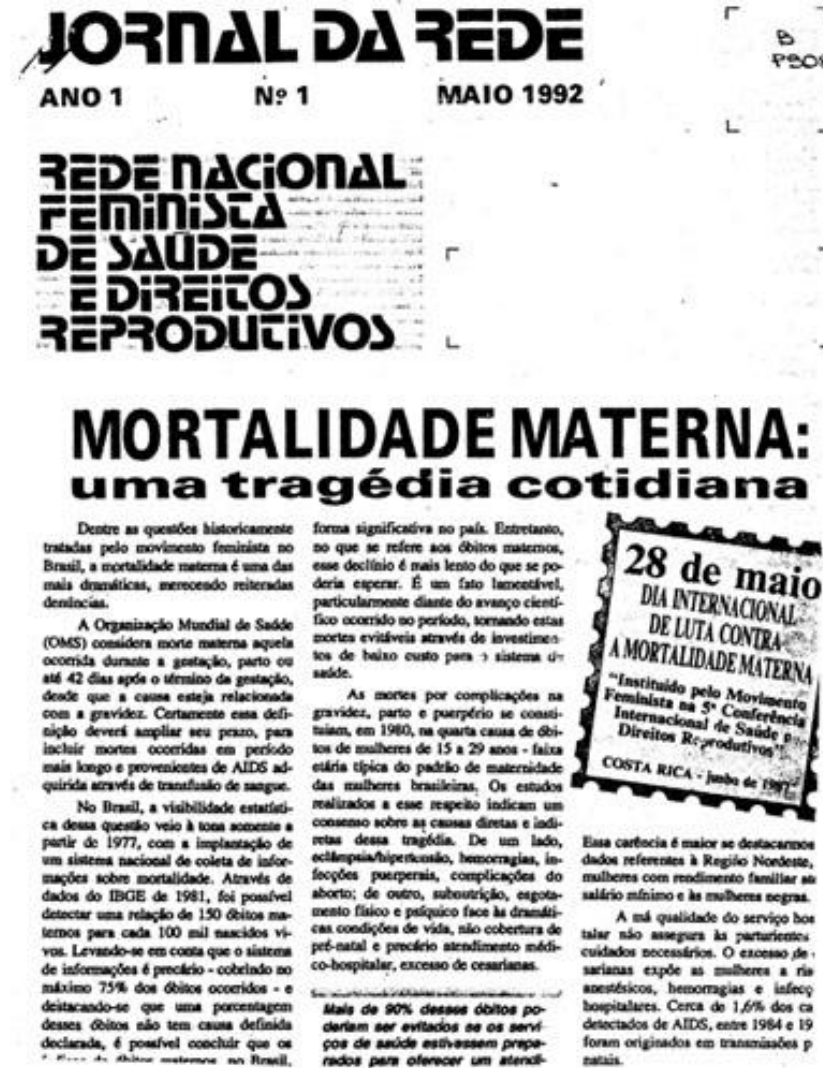 JORNAL DA REDE
ANO 1 Nº 1 MAIO 1992
B
P908
REDE NACIONAL
FEMINISTA
DE SAÚDE
E DIREITOS
REPRODUTIVOS
MORTALIDADE MATERNA:
uma tragédia cotidiana
Dentre as questões historicamente
tratadas pelo movimento feminista no
Brasil, a mortalidade materna é uma das
mais dramáticas, merecendo reiteradas
denúncias.
A Organização Mundial de Saúde
(OMS) considera morte materna aquela
ocorrida durante a gestação, parto ou
até 42 dias após o término da gestação,
desde que a causa esteja relacionada
com a gravidez. Certamente essa defi-
nição deverá ampliar seu prazo, para
incluir mortes ocorridas em período
mais longo e provenientes de AIDS ad-
quirida através de transfusão de sangue.
No Brasil, a visibilidade estatísti-
ca dessa questão veio à tona somente a
partir de 1977, com a implantação de
um sistema nacional de coleta de infor-
mações sobre mortalidade. Através de
dados do IBGE de 1981, foi possível
detectar uma relação de 150 óbitos ma-
ternos para cada 100 mil nascidos vi-
vos. Levando-se em conta que o sistema
de informações é precário - cobrindo no
máximo 75% dos óbitos ocorridos - e
destacando-se que uma porcentagem
desses óbitos não tem causa definida
declarada, é possível concluir que os
de óbitos maternos, no Brasil,
forma significativa no país. Entretanto,
no que se refere aos óbitos maternos,
esse declínio é mais lento do que se po-
deria esperar. É um fato lamentável,
particularmente diante do avanço cientí-
fico ocorrido no período, tornando estas
mortes evitáveis através de investimen-
tos de baixo custo para o sistema de
saúde.
As mortes por complicações na
gravidez, parto e puerpério se consti-
tuiam, em 1980, na quarta causa de óbi-
tos de mulheres de 15 a 29 anos - faixa
etária típica do padrão de maternidade
das mulheres brasileiras. Os estudos
realizados a esse respeito indicam um
consenso sobre as causas diretas e indi-
retas dessa tragédia. De um lado,
eclâmpsia/hipertensão, hemorragias, in-
fecções puerperais, complicações do
aborto; de outro, subnutrição, esgota-
mento físico e psíquico face às dramáti-
cas condições de vida, não cobertura de
pré-natal e precário atendimento médi-
co-hospitalar, excesso de cesarianas.
Mais de 90% desses óbitos po-
deriam ser evitados se os servi-
ços de saúde estivessem prepa-
rados para oferecer um atendi-
28 de maio
DIA INTERNACIONAL
DE LUTA CONTRA
A MORTALIDADE MATERNA
"Instituído pelo Movimento
Feminista na 5ª Conferência
Internacional de Saúde e
Direitos Reprodutivos"
COSTA RICA - junho de 1987
Essa carência é maior se destacarmos
dados referentes à Região Nordeste,
mulheres com rendimento familiar até
salário mínimo e às mulheres negras.
A má qualidade do serviço hos
talar não assegura às parturientes
cuidados necessários. O excesso de
sarianas expõe as mulheres a ris
anestésicos, hemorragias e infecç
hospitalares. Cerca de 1,6% dos ca
detectados de AIDS, entre 1984 e 19
foram originados em transmissões p
natais.